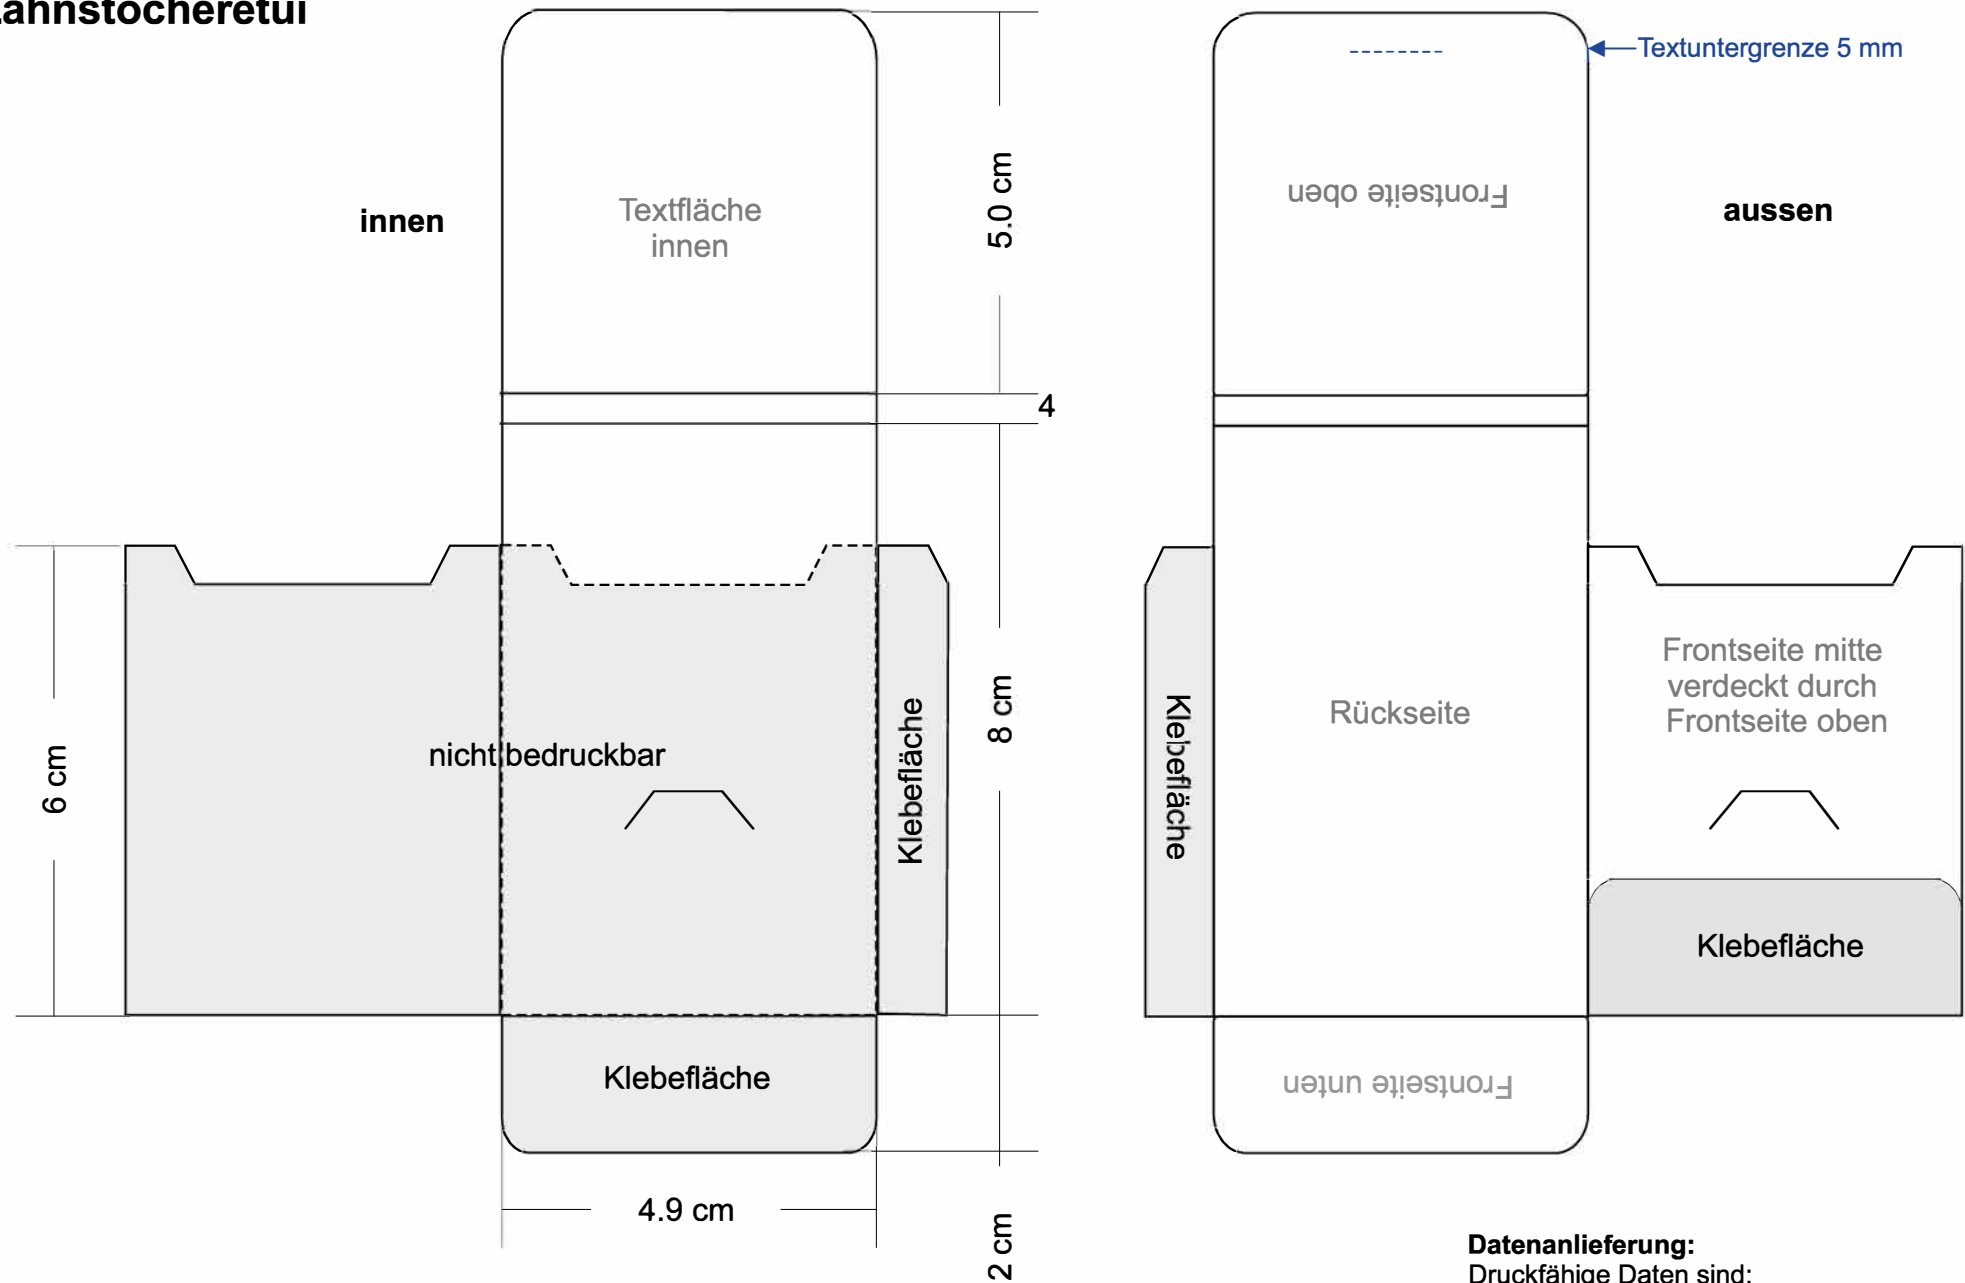 Zahnstocheretui
Textuntergrenze 5 mm
innen
Textfläche
innen
5.0 cm
Frontseite oben
aussen
4
6 cm
nicht bedruckbar
Klebefläche
8 cm
Klebefläche
Rückseite
Frontseite mitte
verdeckt durch
Frontseite oben
Klebefläche
Klebefläche
Frontseite unten
4.9 cm
2 cm
Datenanlieferung:
Druckfähige Daten sind: